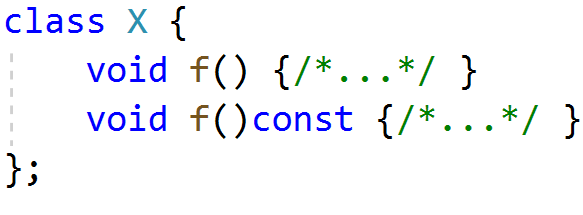 class X {
    void f() {/*...*/ }
    void f()const {/*...*/ }
};